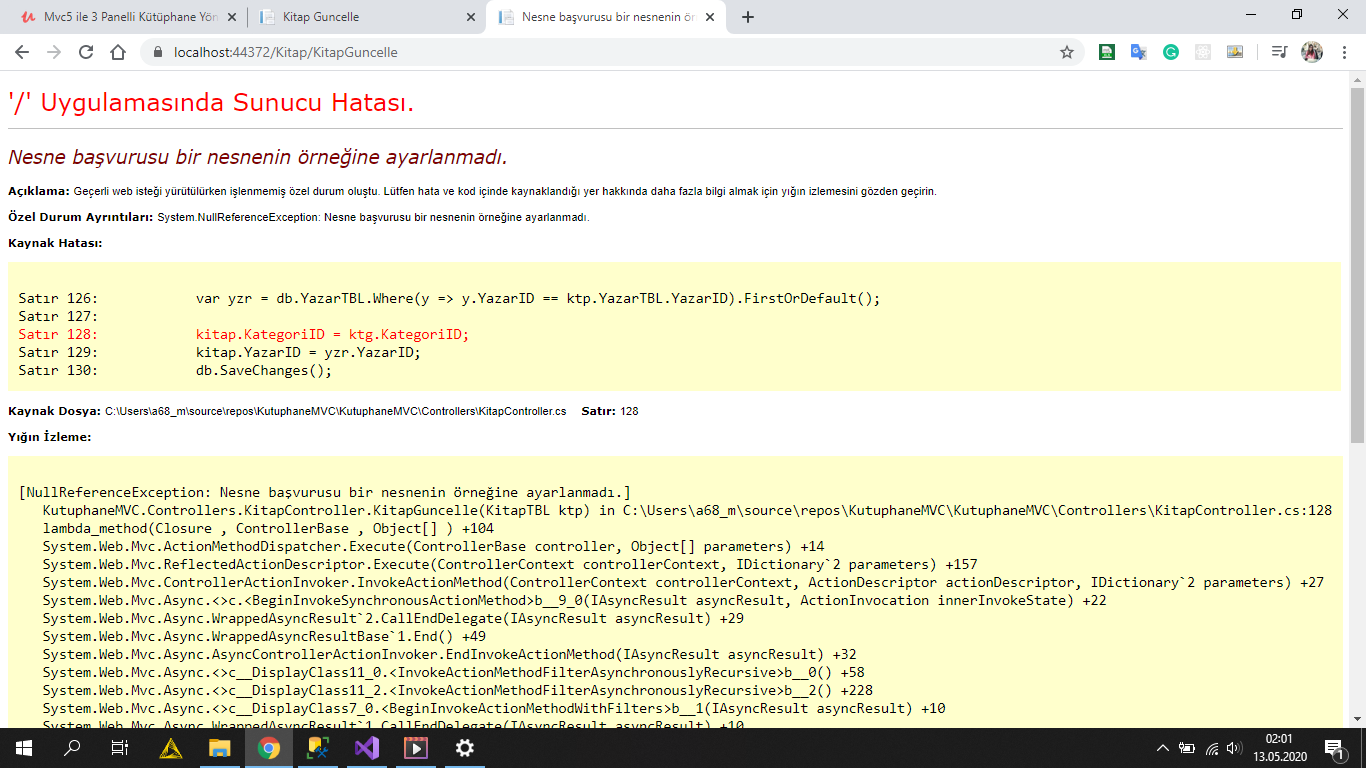 Mvc5 ile 3 Panelli Kütüphane Yön
Kitap Guncelle
Nesne başvurusu bir nesnenin ör
localhost:44372/Kitap/KitapGuncelle
'/' Uygulamasında Sunucu Hatası.
Nesne başvurusu bir nesnenin örneğine ayarlanmadı.
Açıklama: Geçerli web isteği yürütülürken işlenmemiş özel durum oluştu. Lütfen hata ve kod içinde kaynaklandığı yer hakkında daha fazla bilgi almak için yığın izlemesini gözden geçirin.
Özel Durum Ayrıntıları: System.NullReferenceException: Nesne başvurusu bir nesnenin örneğine ayarlanmadı.
Kaynak Hatası:
Satır 126: var yzr = db.YazarTBL.Where(y => y.YazarID == ktp.YazarTBL.YazarID).FirstOrDefault();
Satır 127:
Satır 128: kitap.KategoriID = ktg.KategoriID;
Satır 129: kitap.YazarID = yzr.YazarID;
Satır 130: db.SaveChanges();
Kaynak Dosya: C:\Users\a68_m\source\repos\KutuphaneMVC\KutuphaneMVC\Controllers\KitapController.cs Satır: 128
Yığın İzleme:
[NullReferenceException: Nesne başvurusu bir nesnenin örneğine ayarlanmadı.]
KutuphaneMVC.Controllers.KitapController.KitapGuncelle(KitapTBL ktp) in C:\Users\a68_m\source\repos\KutuphaneMVC\KutuphaneMVC\Controllers\KitapController.cs:128
lambda_method(Closure , ControllerBase , Object[] ) +104
System.Web.Mvc.ActionMethodDispatcher.Execute(ControllerBase controller, Object[] parameters) +14
System.Web.Mvc.ReflectedActionDescriptor.Execute(ControllerContext controllerContext, IDictionary`2 parameters) +157
System.Web.Mvc.ControllerActionInvoker.InvokeActionMethod(ControllerContext controllerContext, ActionDescriptor actionDescriptor, IDictionary`2 parameters) +27
System.Web.Mvc.Async.<>c.<BeginInvokeSynchronousActionMethod>b__9_0(IAsyncResult asyncResult, ActionInvocation innerInvokeState) +22
System.Web.Mvc.Async.WrappedAsyncResult`2.CallEndDelegate(IAsyncResult asyncResult) +29
System.Web.Mvc.Async.WrappedAsyncResultBase`1.End() +49
System.Web.Mvc.Async.AsyncControllerActionInvoker.EndInvokeActionMethod(IAsyncResult asyncResult) +32
System.Web.Mvc.Async.<>c__DisplayClass11_0.<InvokeActionMethodFilterAsynchronouslyRecursive>b__0() +58
System.Web.Mvc.Async.<>c__DisplayClass11_2.<InvokeActionMethodFilterAsynchronouslyRecursive>b__2() +228
System.Web.Mvc.Async.<>c__DisplayClass7_0.<BeginInvokeActionMethodWithFilters>b__1(IAsyncResult asyncResult) +10
System.Web.Mvc.Async.WrappedAsyncResult`1.CallEndDelegate(IAsyncResult asyncResult) +10
02:01
13.05.2020
1